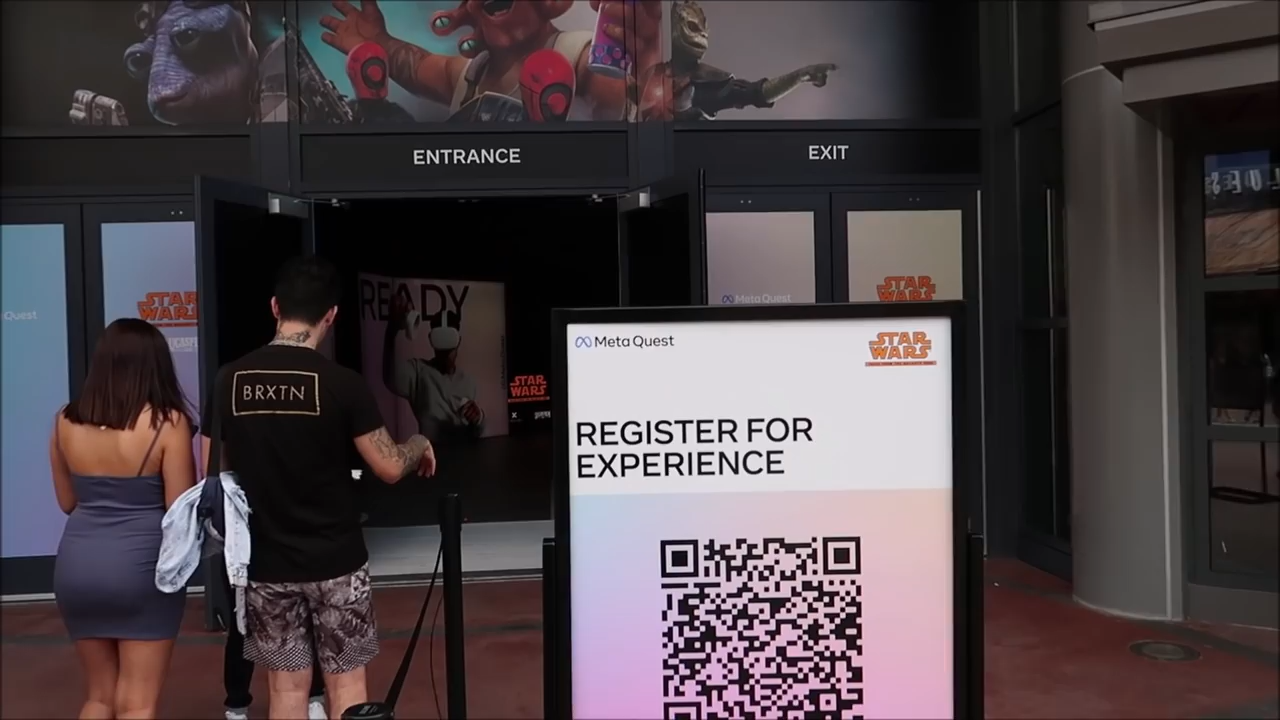 ENTRANCE
EXIT
Quest
STAR
WARS
READY
BRXTN
STAR
WARS
Meta Quest
STAR
WARS
Meta Quest
STAR
WARS
REGISTER FOR
EXPERIENCE